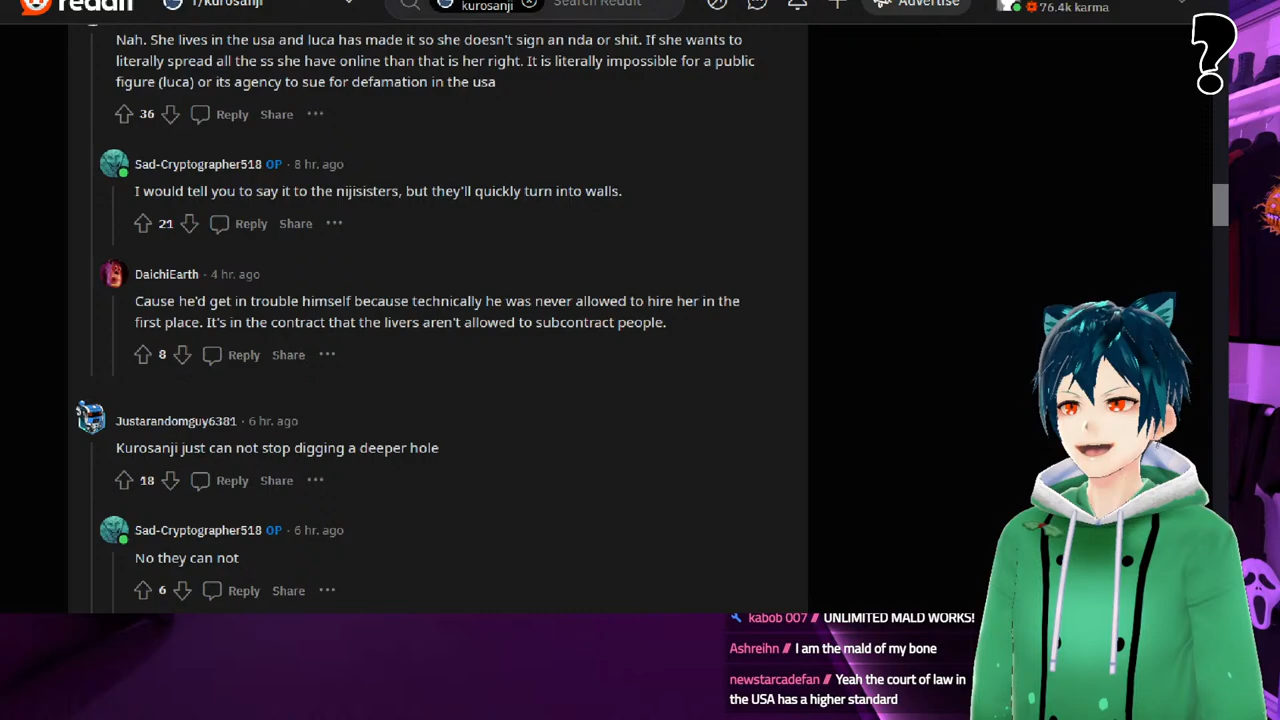 reddit
r/kurosanji
kurosanji
Search Reddit
Advertise
76.4k karma
Nah. She lives in the usa and luca has made it so she doesn't sign an nda or shit. If she wants to
literally spread all the ss she have online than that is her right. It is literally impossible for a public
figure (luca) or its agency to sue for defamation in the usa
36 Reply Share ···
Sad-Cryptographer518 OP · 8 hr. ago
I would tell you to say it to the nijisisters, but they'll quickly turn into walls.
21 Reply Share ···
DaichiEarth · 4 hr. ago
Cause he'd get in trouble himself because technically he was never allowed to hire her in the
first place. It's in the contract that the livers aren't allowed to subcontract people.
8 Reply Share ···
Justarandomguy6381 · 6 hr. ago
Kurosanji just can not stop digging a deeper hole
18 Reply Share ···
Sad-Cryptographer518 OP · 6 hr. ago
No they can not
6 Reply Share ···
kabob 007 // UNLIMITED MALD WORKS!
Ashreihn // I am the mald of my bone
newstarcadefan // Yeah the court of law in
the USA has a higher standard
?